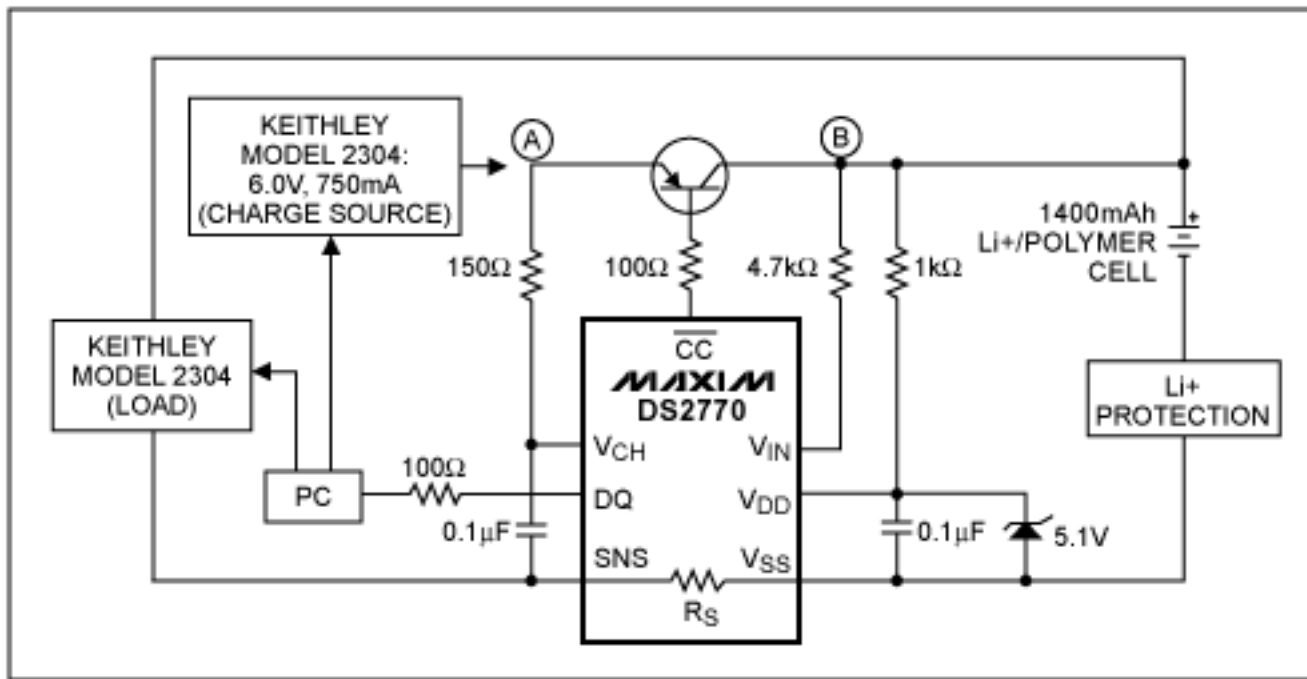 KEITHLEY
MODEL 2304:
6.0V, 750mA
(CHARGE SOURCE)
A
B
1400mAh
Li+/POLYMER
CELL
+
150Ω
100Ω
4.7kΩ
1kΩ
KEITHLEY
MODEL 2304
(LOAD)
CC
MAXIM
DS2770
Li+
PROTECTION
VCH
VIN
100Ω
PC
DQ
VDD
0.1µF
0.1µF
5.1V
SNS
VSS
RS